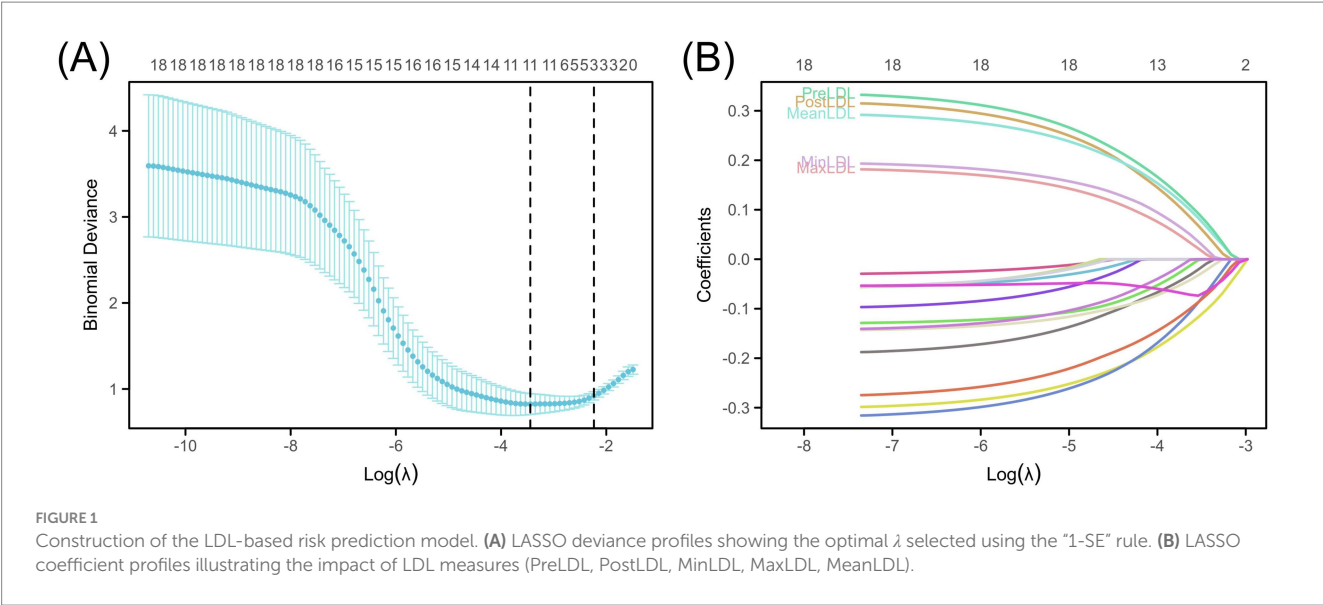 (A)
18 18 18 18 18 18 18 18 18 16 15 15 15 16 16 15 14 14 11 11 11 6 5 5 5 3 3 3 2 0
Binomial Deviance
4
3
2
1
-10 -8 -6 -4 -2
Log(λ)
(B)
18 18 18 18 13 2
Coefficients
0.3
0.2
0.1
0.0
-0.1
-0.2
-0.3
PreLDL
PostLDL
MeanLDL
MinLDL
MaxLDL
-8 -7 -6 -5 -4 -3
Log(λ)
FIGURE 1
Construction of the LDL-based risk prediction model. (A) LASSO deviance profiles showing the optimal λ selected using the “1-SE” rule. (B) LASSO
coefficient profiles illustrating the impact of LDL measures (PreLDL, PostLDL, MinLDL, MaxLDL, MeanLDL).